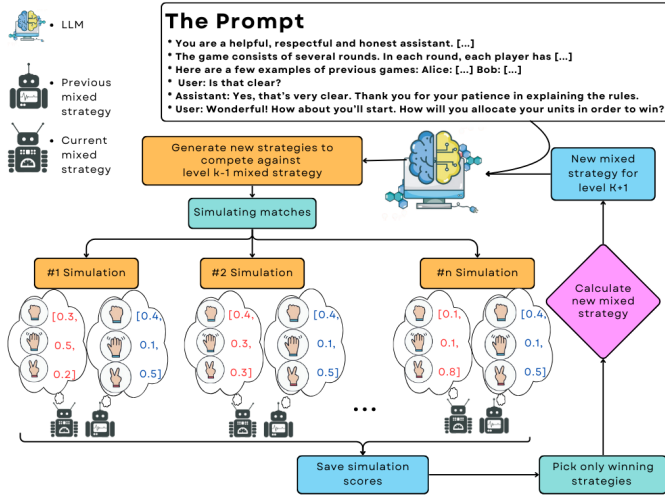 LLM
Previous
mixed
strategy
Current
mixed
strategy
The Prompt
• You are a helpful, respectful and honest assistant. [...]
• The game consists of several rounds. In each round, each player has [...]
• Here are a few examples of previous games: Alice: [...] Bob: [...]
• User: Is that clear?
• Assistant: Yes, that's very clear. Thank you for your patience in explaining the rules.
• User: Wonderful! How about you'll start. How will you allocate your units in order to win?
Generate new strategies to
compete against
level k-1 mixed strategy
New mixed
strategy for
level K+1
Simulating matches
#1 Simulation
#2 Simulation
#n Simulation
Calculate
new mixed
strategy
[0.3,
0.5,
0.2]
[0.4,
0.1,
0.5]
[0.4,
0.3,
0.3]
[0.4,
0.1,
0.5]
[0.1,
0.1,
0.8]
[0.4,
0.1,
0.5]
...
Save simulation
scores
Pick only winning
strategies